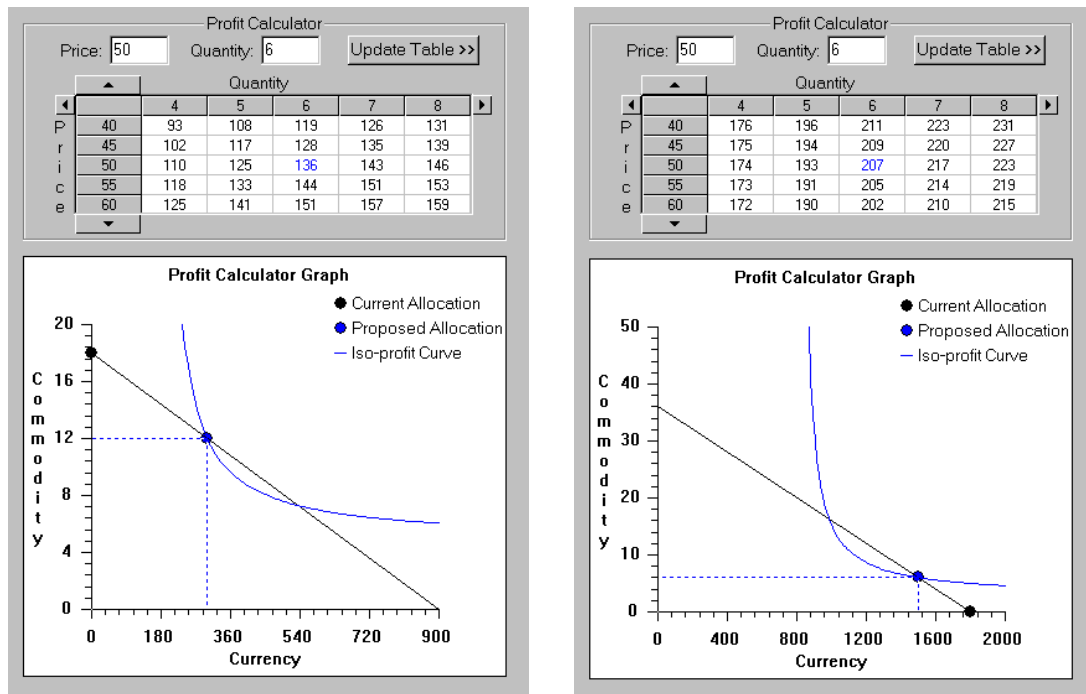 Profit Calculator
Price: 50 Quantity: 6 Update Table >>
Quantity
4 5 6 7 8
P 40 93 108 119 126 131
r 45 102 117 128 135 139
i 50 110 125 136 143 146
c 55 118 133 144 151 153
e 60 125 141 151 157 159
Profit Calculator Graph
Current Allocation
Proposed Allocation
Iso-profit Curve
Commodity
20
16
12
8
4
0
0 180 360 540 720 900
Currency
Profit Calculator
Price: 50 Quantity: 6 Update Table >>
Quantity
4 5 6 7 8
P 40 176 196 211 223 231
r 45 175 194 209 220 227
i 50 174 193 207 217 223
c 55 173 191 205 214 219
e 60 172 190 202 210 215
Profit Calculator Graph
Current Allocation
Proposed Allocation
Iso-profit Curve
Commodity
50
40
30
20
10
0
0 400 800 1200 1600 2000
Currency